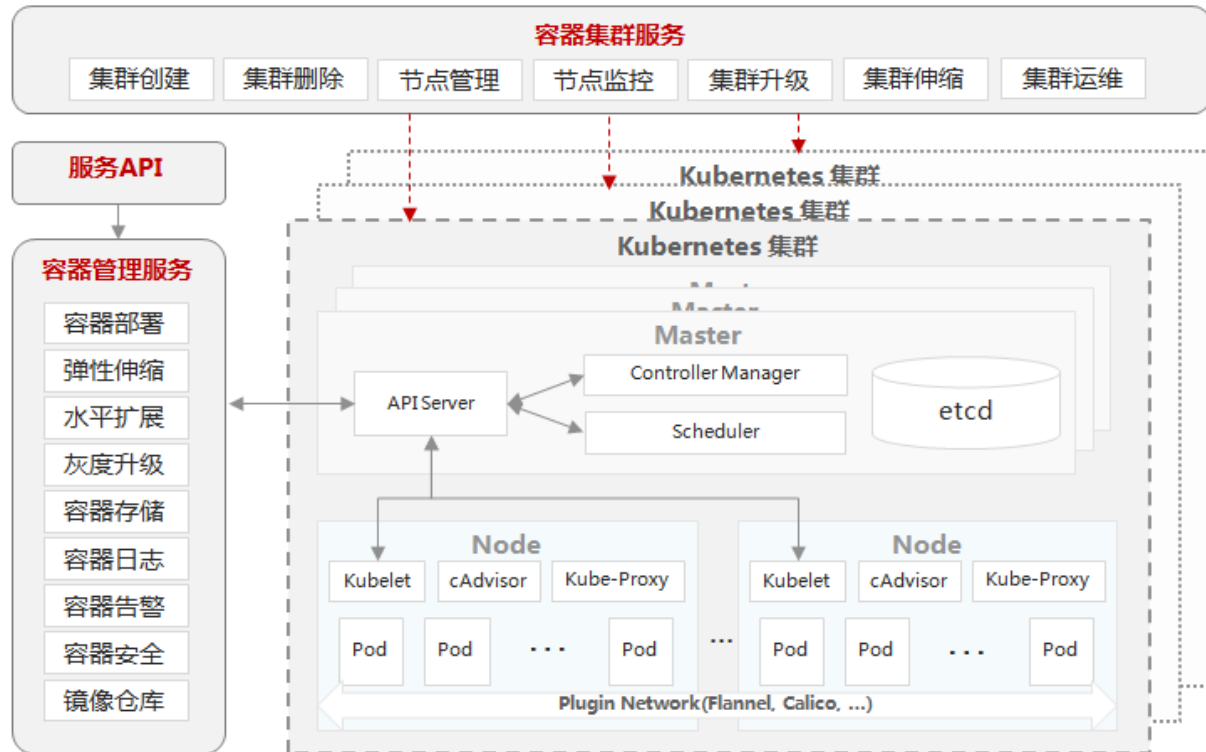 容器集群服务
集群创建 集群删除 节点管理 节点监控 集群升级 集群伸缩 集群运维
服务API
容器管理服务
容器部署
弹性伸缩
水平扩展
灰度升级
容器存储
容器日志
容器告警
容器安全
镜像仓库
Kubernetes 集群
Kubernetes 集群
Kubernetes 集群
Master
Master
Master
API Server
Controller Manager
Scheduler
etcd
Node
Kubelet cAdvisor Kube-Proxy
Pod Pod ... Pod
...
Node
Kubelet cAdvisor Kube-Proxy
Pod Pod ... Pod
Plugin Network(Flannel, Calico, ...)